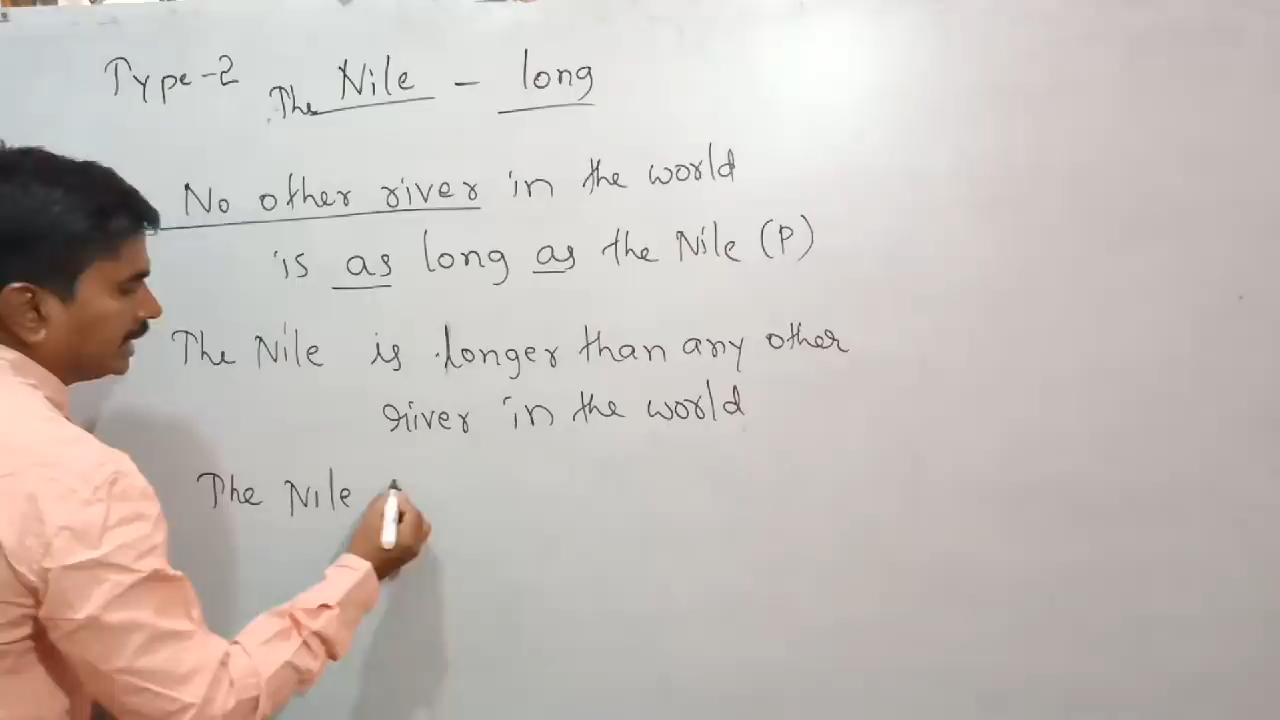 Type-2 The Nile - long
No other river in the world
is as long as the Nile (P)
The Nile is longer than any other
river in the world
The Nile